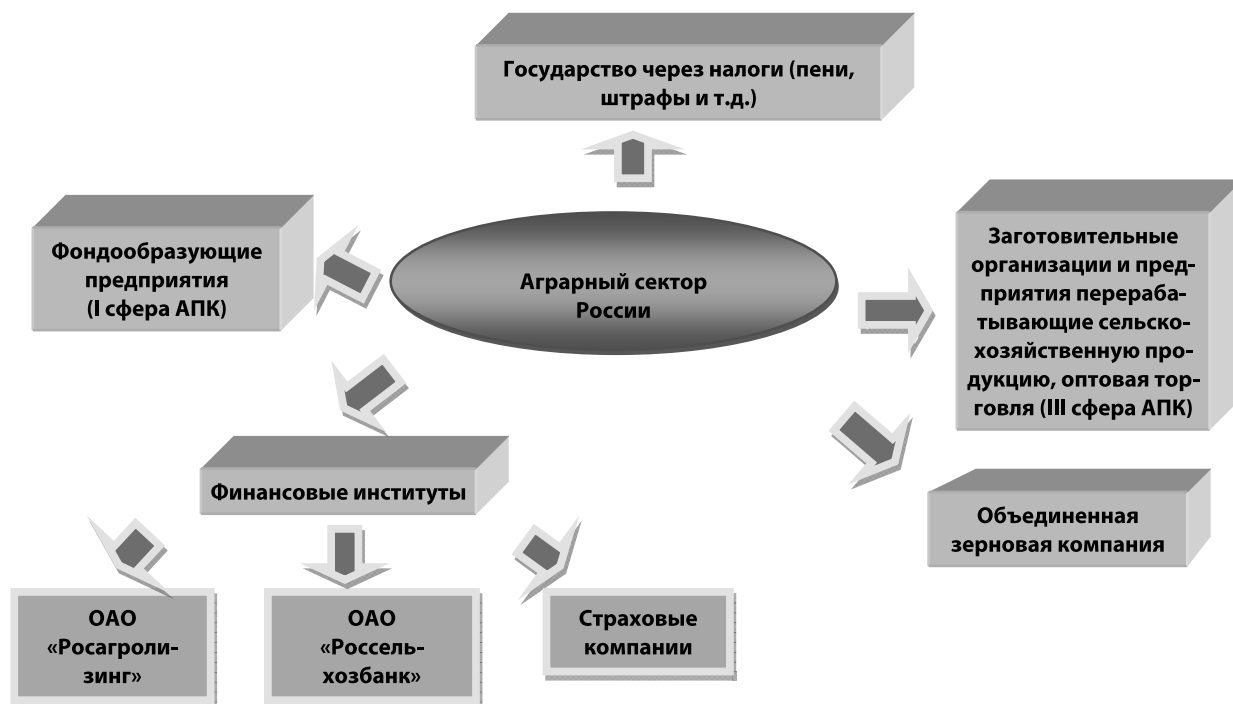 Государство через налоги (пени,
штрафы и т.д.)
Фондообразующие
предприятия
(I сфера АПК)
Аграрный сектор
России
Заготовительные
организации и пред-
приятия перераба-
тывающие сельско-
хозяйственную про-
дукцию, оптовая тор-
говля (III сфера АПК)
Финансовые институты
Объединенная
зерновая компания
ОАО
«Росагроли-
зинг»
ОАО
«Россель-
хозбанк»
Страховые
компании